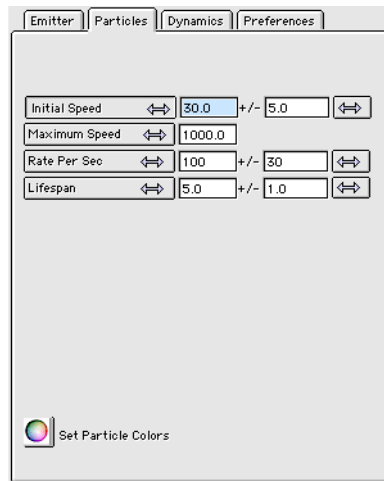 Emitter Particles Dynamics Preferences
Initial Speed 30.0 +/- 5.0
Maximum Speed 1000.0
Rate Per Sec 100 +/- 30
Lifespan 5.0 +/- 1.0
Set Particle Colors